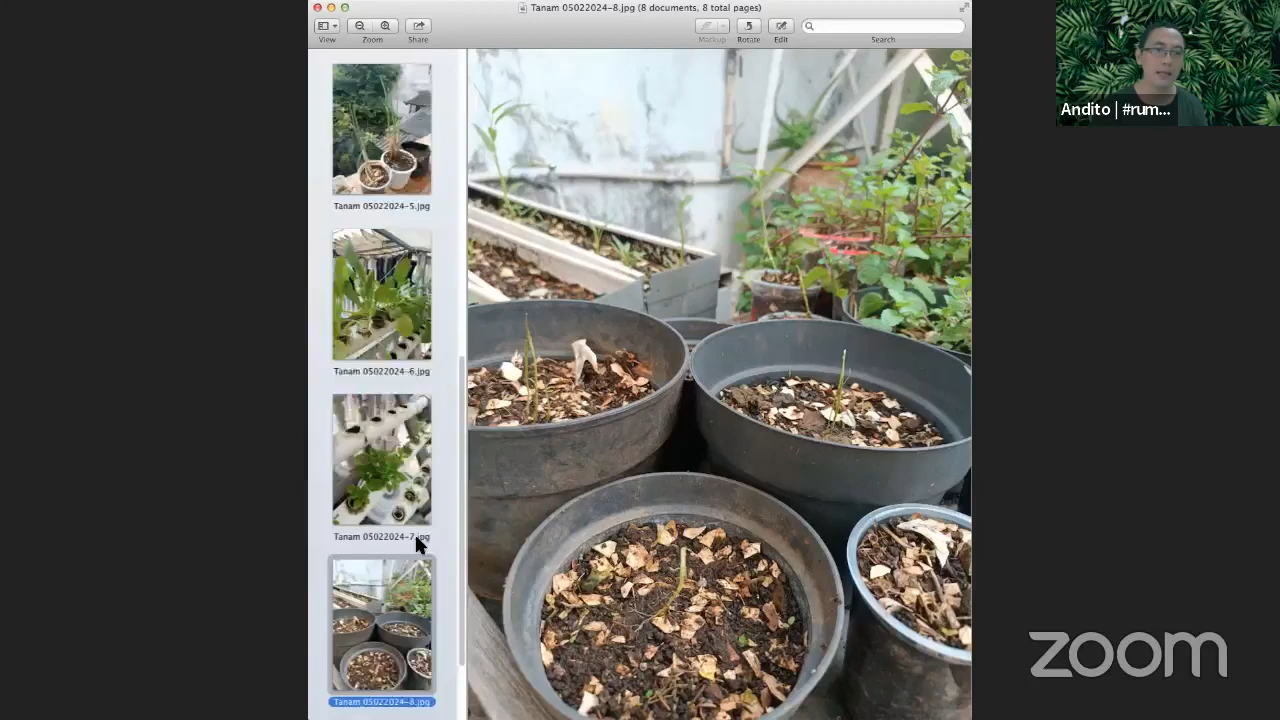 Tanam 05022024-8.jpg (8 documents, 8 total pages)
View
Zoom
Share
Markup
Rotate
Edit
Search
Andito | #rum...
Tanam 05022024-5.jpg
Tanam 05022024-6.jpg
Tanam 05022024-7.jpg
Tanam 05022024-8.jpg
zoom